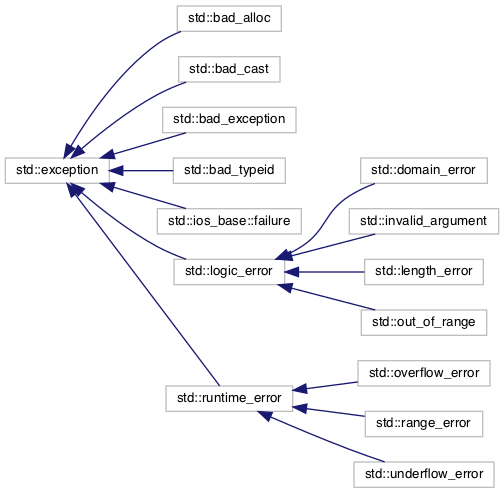 std::bad_alloc
std::bad_cast
std::bad_exception
std::exception
std::bad_typeid
std::domain_error
std::ios_base::failure
std::invalid_argument
std::logic_error
std::length_error
std::out_of_range
std::overflow_error
std::runtime_error
std::range_error
std::underflow_error